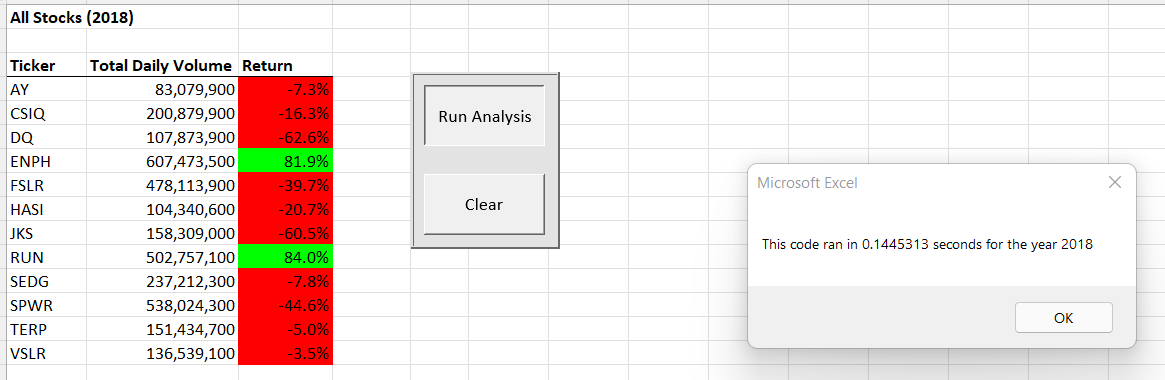 All Stocks (2018)
Ticker Total Daily Volume Return
AY 83,079,900 -7.3%
CSIQ 200,879,900 -16.3%
DQ 107,873,900 -62.6%
ENPH 607,473,500 81.9%
FSLR 478,113,900 -39.7%
HASI 104,340,600 -20.7%
JKS 158,309,000 -60.5%
RUN 502,757,100 84.0%
SEDG 237,212,300 -7.8%
SPWR 538,024,300 -44.6%
TERP 151,434,700 -5.0%
VSLR 136,539,100 -3.5%
Run Analysis
Clear
Microsoft Excel
This code ran in 0.1445313 seconds for the year 2018
OK